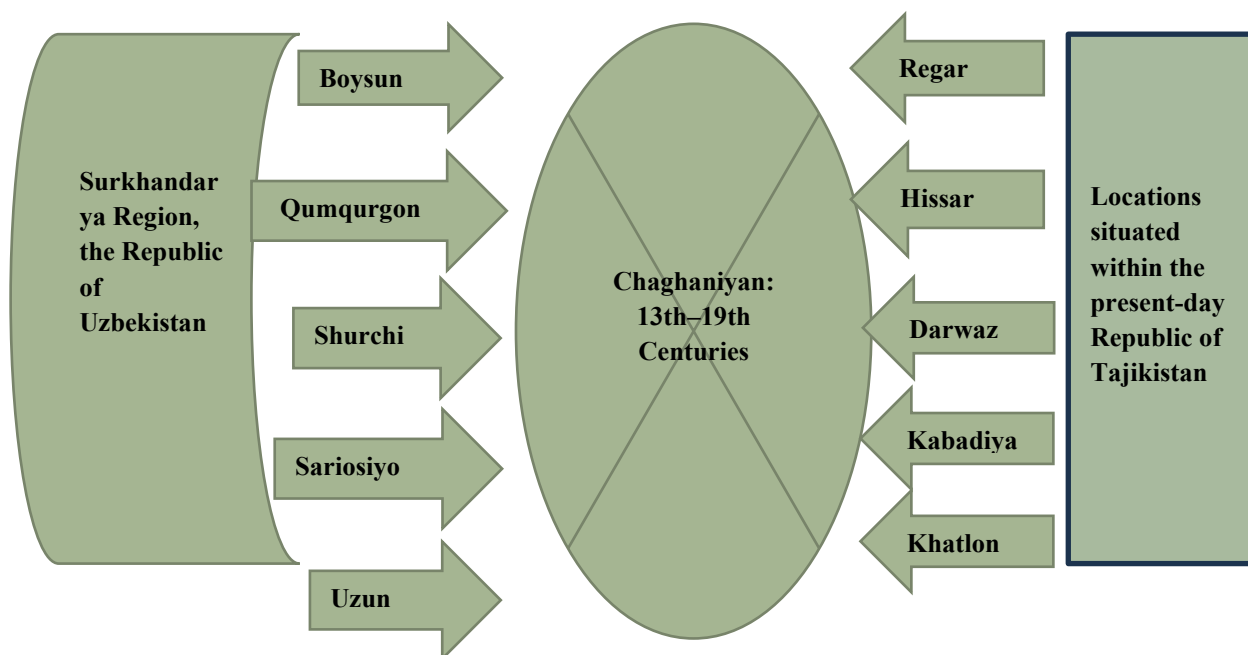 Surkhandar
ya Region,
the Republic
of
Uzbekistan
Boysun
Qumqurgon
Shurchi
Sariosiyo
Uzun
Chaghaniyan:
13th–19th
Centuries
Regar
Hissar
Darwaz
Kabadiya
Khatlon
Locations
situated
within the
present-day
Republic of
Tajikistan